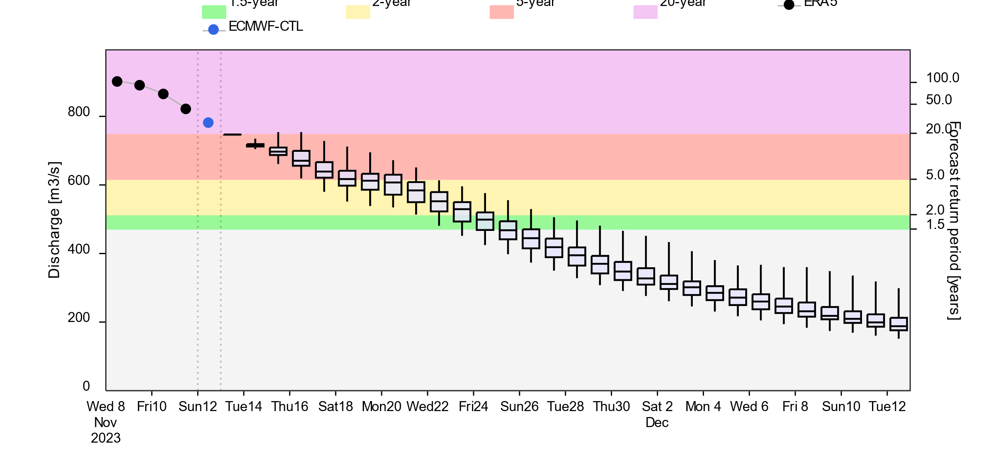 1.5-year 2-year 5-year 20-year ERA5
ECMWF-CTL
100.0
50.0
800
20.0
600
5.0
2.0
1.5
400
200
0
Discharge [m3/s]
Forecast return period [years]
Wed 8 Fri10 Sun12 Tue14 Thu16 Sat18 Mon20 Wed22 Fri24 Sun26 Tue28 Thu30 Sat 2 Mon 4 Wed 6 Fri 8 Sun10 Tue12
Nov Dec
2023